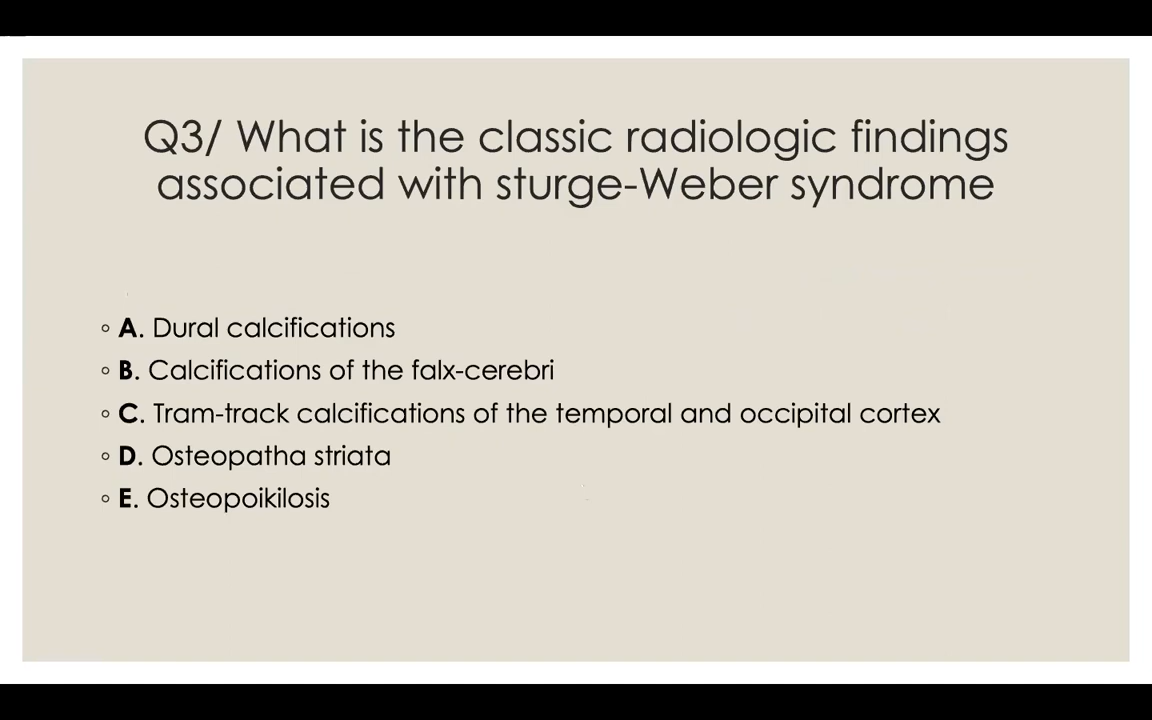 Q3/ What is the classic radiologic findings
associated with sturge-Weber syndrome
◦ A. Dural calcifications
◦ B. Calcifications of the falx-cerebri
◦ C. Tram-track calcifications of the temporal and occipital cortex
◦ D. Osteopatha striata
◦ E. Osteopoikilosis